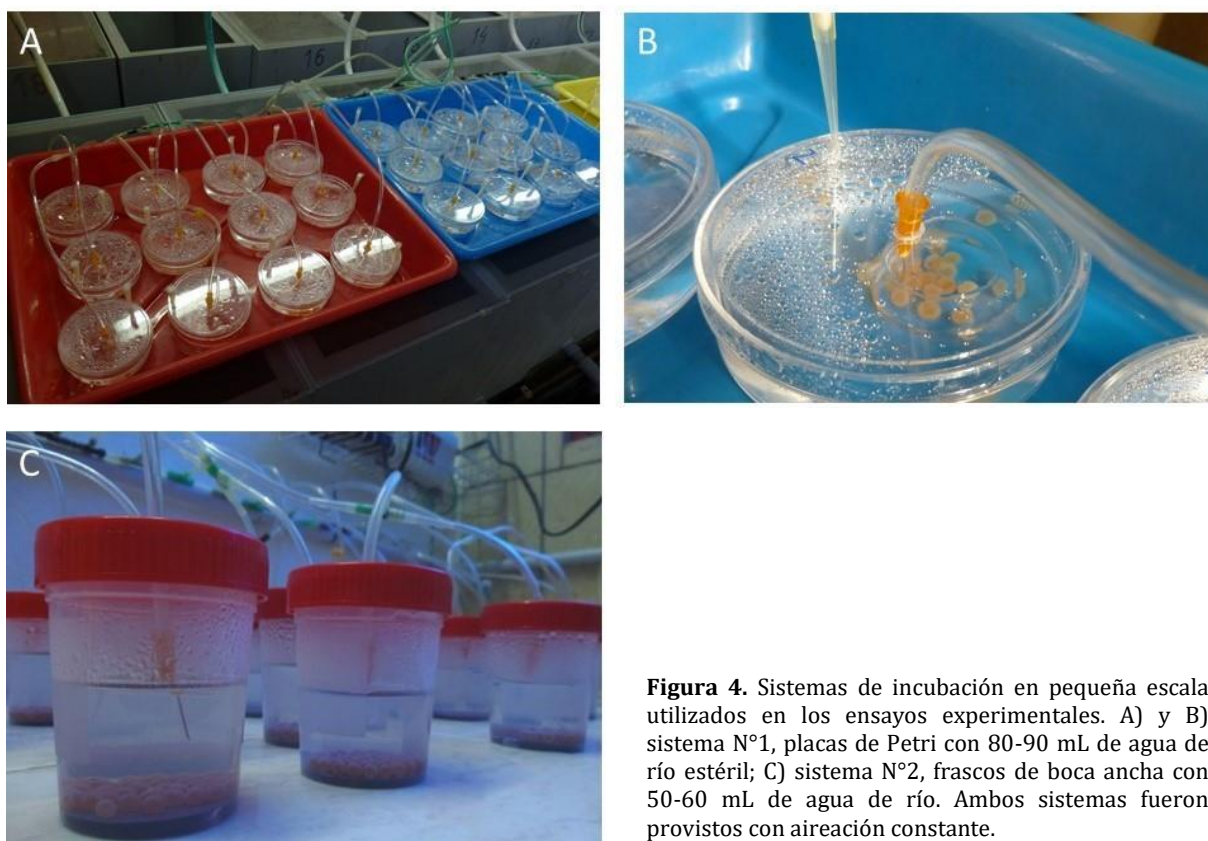 A
16
14
B
C
Figura 4. Sistemas de incubación en pequeña escala
utilizados en los ensayos experimentales. A) y B)
sistema N°1, placas de Petri con 80-90 mL de agua de
río estéril; C) sistema N°2, frascos de boca ancha con
50-60 mL de agua de río. Ambos sistemas fueron
provistos con aireación constante.